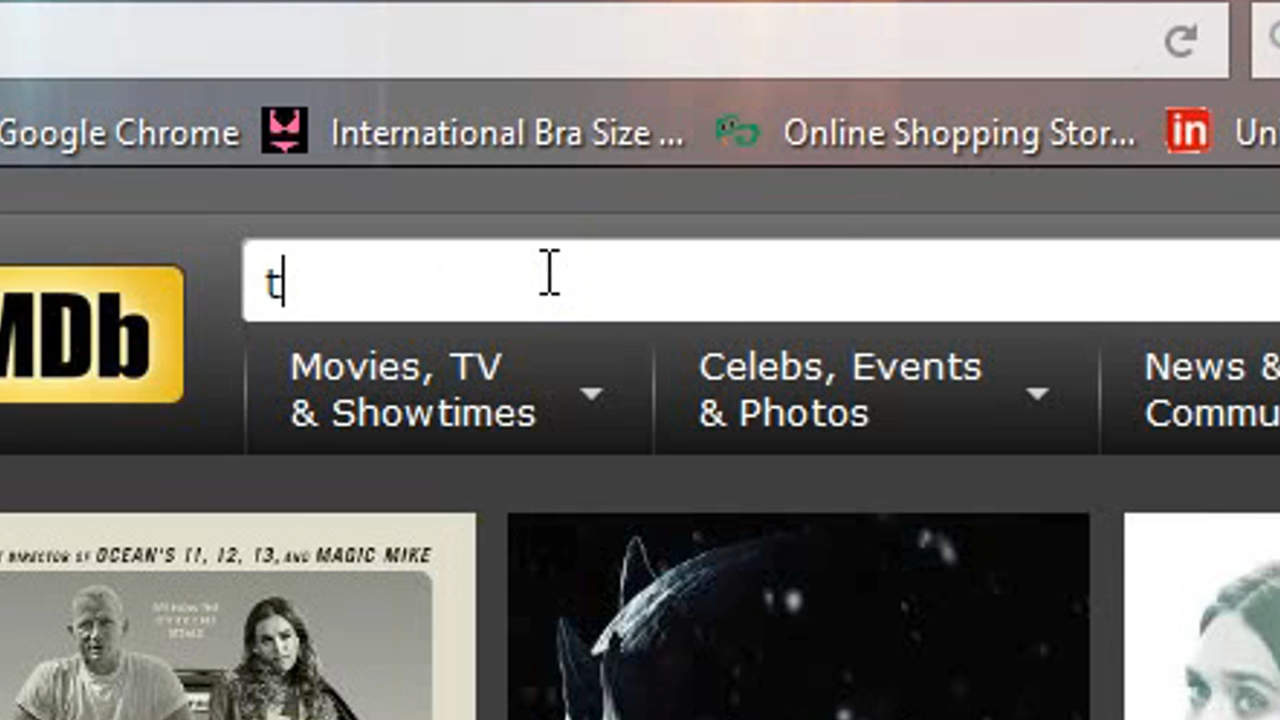 Google Chrome International Bra Size ... Online Shopping Stor... in Un
t
MDb
Movies, TV Celebs, Events News &
& Showtimes & Photos Commu
DIRECTOR OF OCEAN'S 11, 12, 13, AND MAGIC MIKE